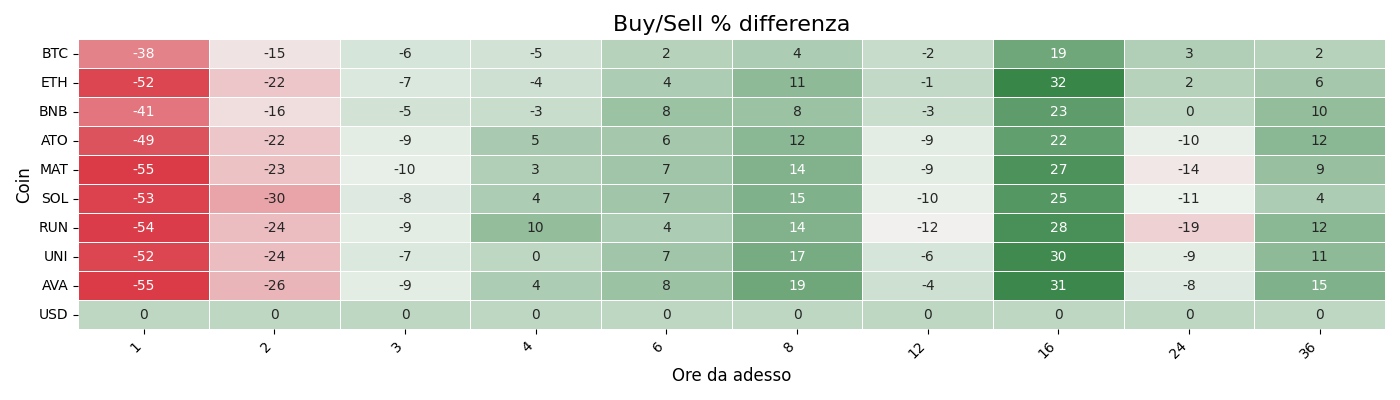 Buy/Sell % differenza
Coin
BTC -38 -15 -6 -5 2 4 -2 19 3 2
ETH -52 -22 -7 -4 4 11 -1 32 2 6
BNB -41 -16 -5 -3 8 8 -3 23 0 10
ATO -49 -22 -9 5 6 12 -9 22 -10 12
MAT -55 -23 -10 3 7 14 -9 27 -14 9
SOL -53 -30 -8 4 7 15 -10 25 -11 4
RUN -54 -24 -9 10 4 14 -12 28 -19 12
UNI -52 -24 -7 0 7 17 -6 30 -9 11
AVA -55 -26 -9 4 8 19 -4 31 -8 15
USD 0 0 0 0 0 0 0 0 0 0
1 2 3 4 6 8 12 16 24 36
Ore da adesso